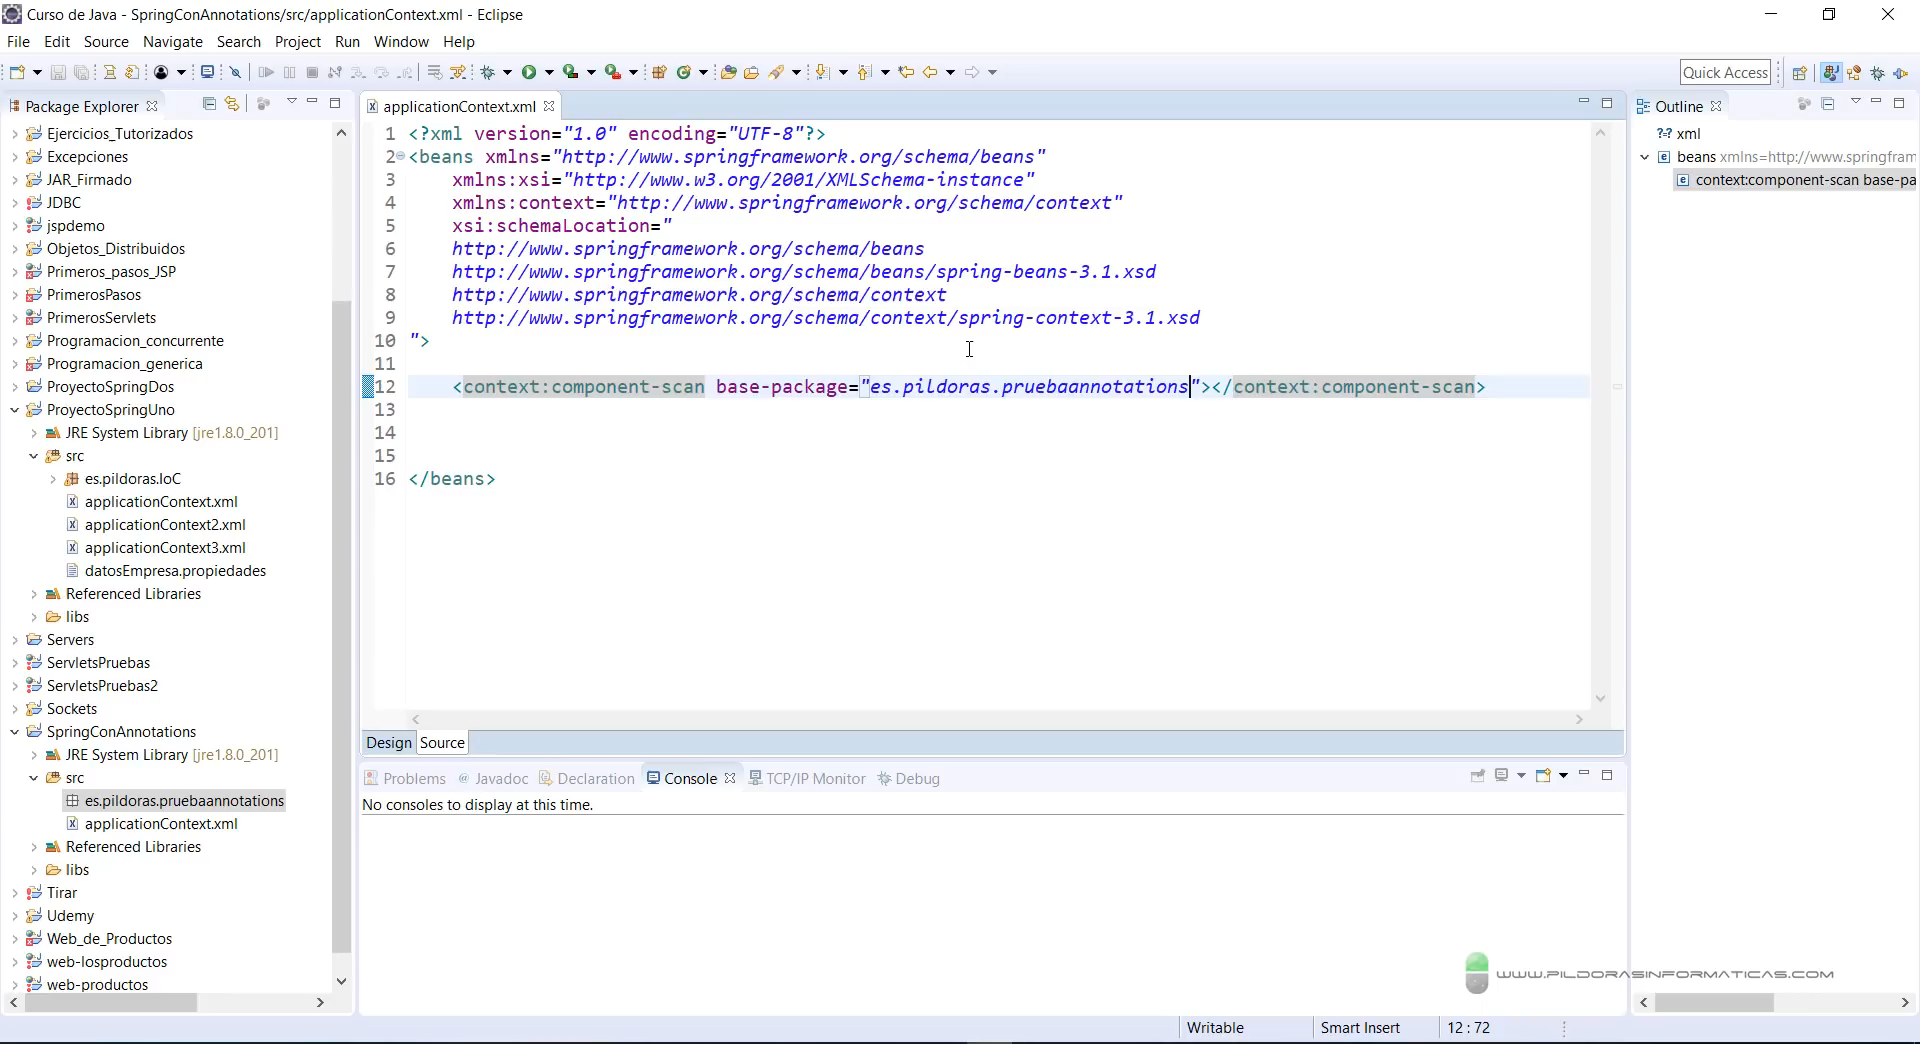 Curso de Java - SpringConAnnotations/src/applicationContext.xml - Eclipse
File Edit Source Navigate Search Project Run Window Help
Quick Access
Package Explorer
Ejercicios_Tutorizados
Excepciones
JAR_Firmado
JDBC
jspdemo
Objetos_Distribuidos
Primeros_pasos_JSP
PrimerosPasos
PrimerosServlets
Programacion_concurrente
Programacion_generica
ProyectoSpringDos
ProyectoSpringUno
JRE System Library [jre1.8.0_201]
src
es.pildoras.IoC
applicationContext.xml
applicationContext2.xml
applicationContext3.xml
datosEmpresa.propiedades
Referenced Libraries
libs
Servers
ServletsPruebas
ServletsPruebas2
Sockets
SpringConAnnotations
JRE System Library [jre1.8.0_201]
src
es.pildoras.pruebaannotations
applicationContext.xml
Referenced Libraries
libs
Tirar
Udemy
Web_de_Productos
web-losproductos
web-productos
applicationContext.xml
1 <?xml version="1.0" encoding="UTF-8"?>
2 <beans xmlns="http://www.springframework.org/schema/beans"
3 xmlns:xsi="http://www.w3.org/2001/XMLSchema-instance"
4 xmlns:context="http://www.springframework.org/schema/context"
5 xsi:schemaLocation="
6 http://www.springframework.org/schema/beans
7 http://www.springframework.org/schema/beans/spring-beans-3.1.xsd
8 http://www.springframework.org/schema/context
9 http://www.springframework.org/schema/context/spring-context-3.1.xsd
10 ">
11
12 <context:component-scan base-package="es.pildoras.pruebaannotations"></context:component-scan>
13
14
15
16 </beans>
Design Source
Problems Javadoc Declaration Console TCP/IP Monitor Debug
No consoles to display at this time.
Outline
xml
beans xmlns=http://www.springfram
context:component-scan base-pa
WWW.PILDORASINFORMATICAS.COM
Writable Smart Insert 12 : 72